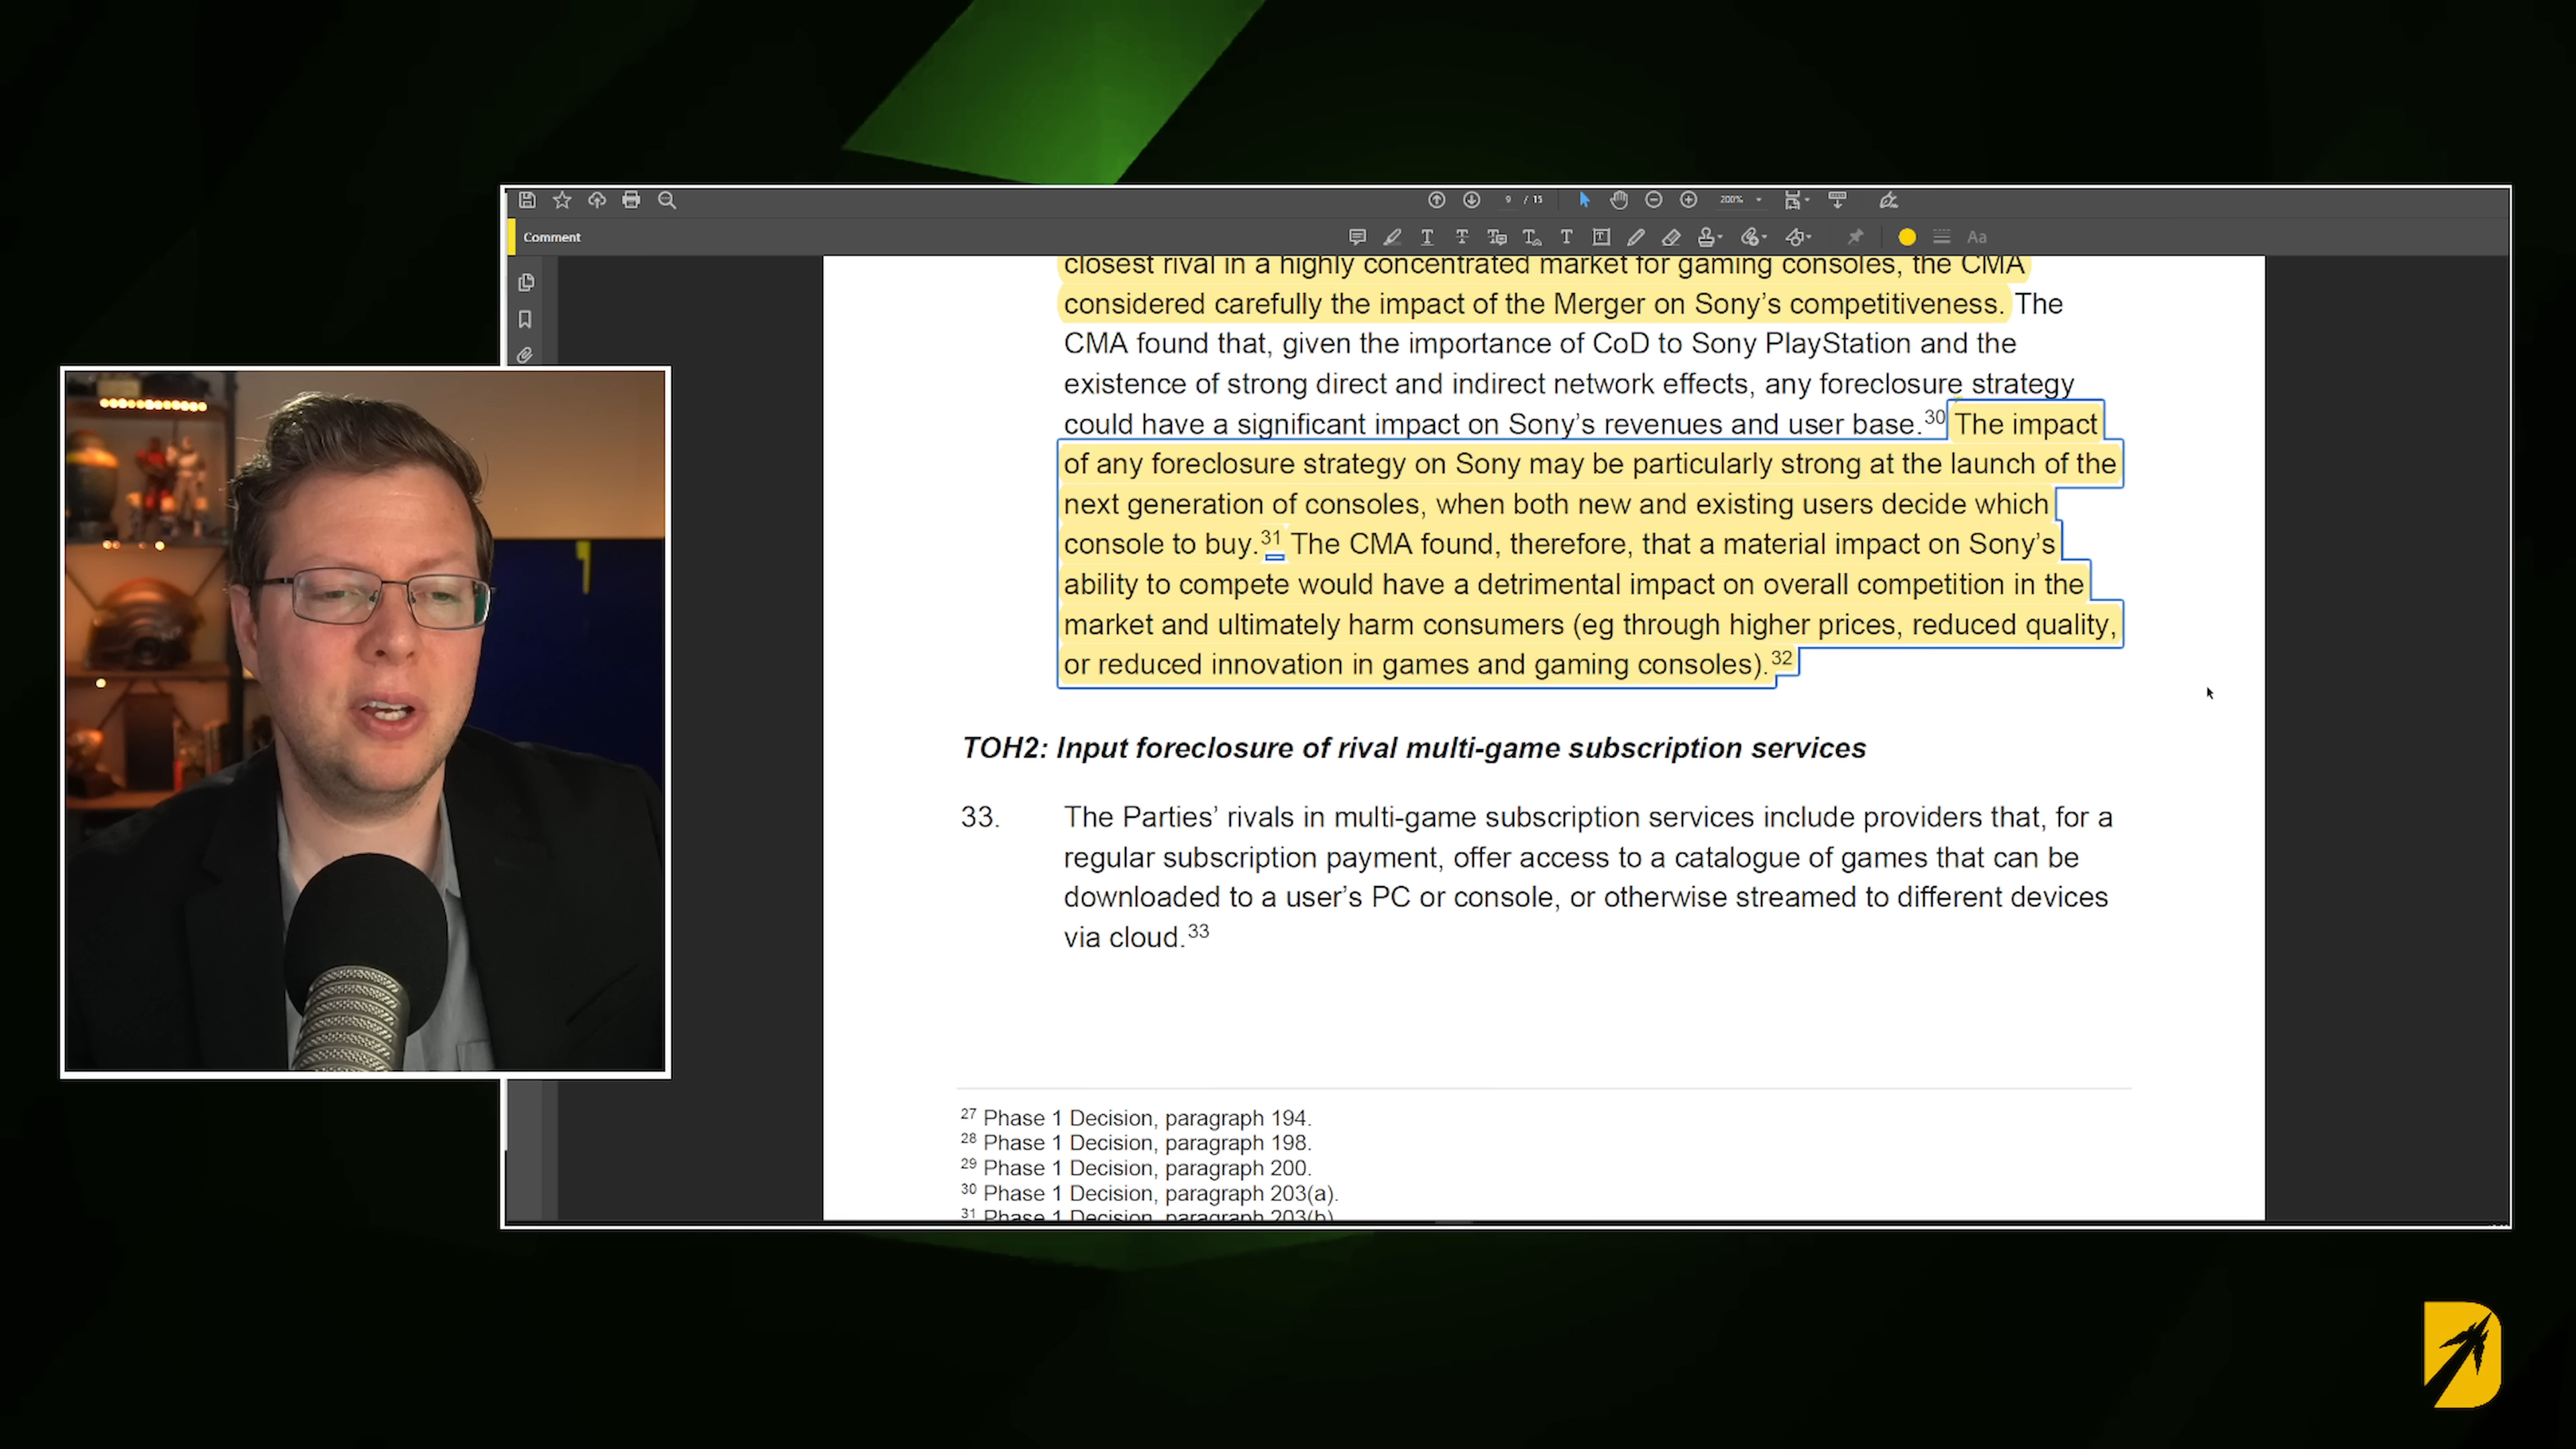 9 / 15
200%
Comment
Aa
closest rival in a highly concentrated market for gaming consoles, the CMA
considered carefully the impact of the Merger on Sony's competitiveness. The
CMA found that, given the importance of CoD to Sony PlayStation and the
existence of strong direct and indirect network effects, any foreclosure strategy
could have a significant impact on Sony's revenues and user base.30 The impact
of any foreclosure strategy on Sony may be particularly strong at the launch of the
next generation of consoles, when both new and existing users decide which
console to buy.31 The CMA found, therefore, that a material impact on Sony's
ability to compete would have a detrimental impact on overall competition in the
market and ultimately harm consumers (eg through higher prices, reduced quality,
or reduced innovation in games and gaming consoles).32
TOH2: Input foreclosure of rival multi-game subscription services
33. The Parties' rivals in multi-game subscription services include providers that, for a
regular subscription payment, offer access to a catalogue of games that can be
downloaded to a user's PC or console, or otherwise streamed to different devices
via cloud.33
27 Phase 1 Decision, paragraph 194.
28 Phase 1 Decision, paragraph 198.
29 Phase 1 Decision, paragraph 200.
30 Phase 1 Decision, paragraph 203(a).
31 Phase 1 Decision, paragraph 203(b)